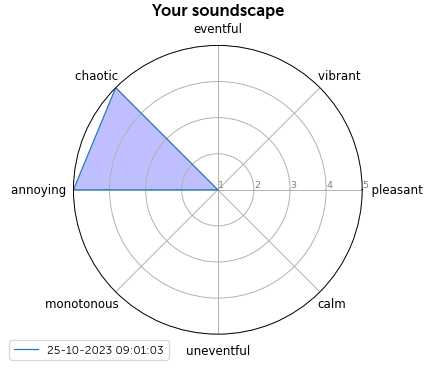 Your soundscape
eventful
chaotic
vibrant
annoying
1
2
3
4
5
pleasant
monotonous
calm
uneventful
25-10-2023 09:01:03